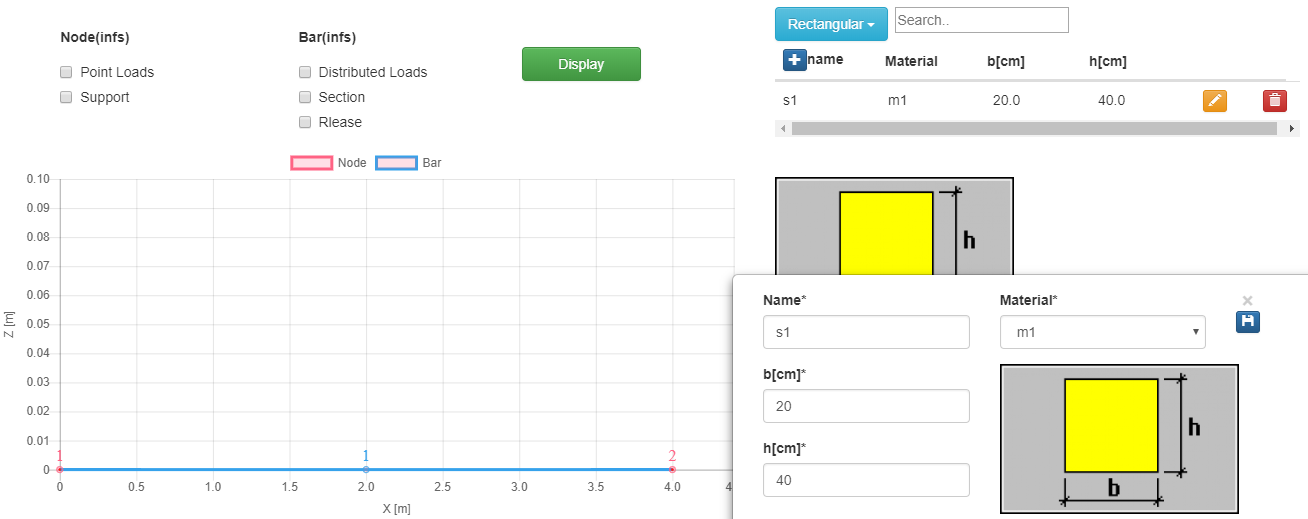 Node(infs)
Point Loads
Support
Bar(infs)
Distributed Loads
Section
Rlease
Display
Node Bar
0.10
0.09
0.08
0.07
0.06
0.05
0.04
0.03
0.02
0.01
0
Z [m]
1 1 2
0 0.5 1.0 1.5 2.0 2.5 3.0 3.5 4.0
X [m]
Rectangular
Search..
name Material b[cm] h[cm]
s1 m1 20.0 40.0
h
Name*
s1
Material*
m1
b[cm]*
20
h[cm]*
40
h
b